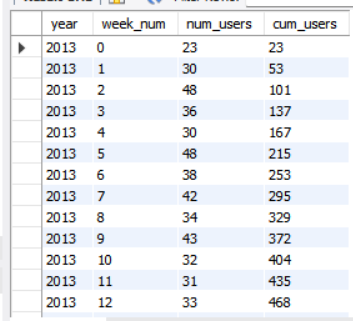 year week_num num_users cum_users
2013 0 23 23
2013 1 30 53
2013 2 48 101
2013 3 36 137
2013 4 30 167
2013 5 48 215
2013 6 38 253
2013 7 42 295
2013 8 34 329
2013 9 43 372
2013 10 32 404
2013 11 31 435
2013 12 33 468